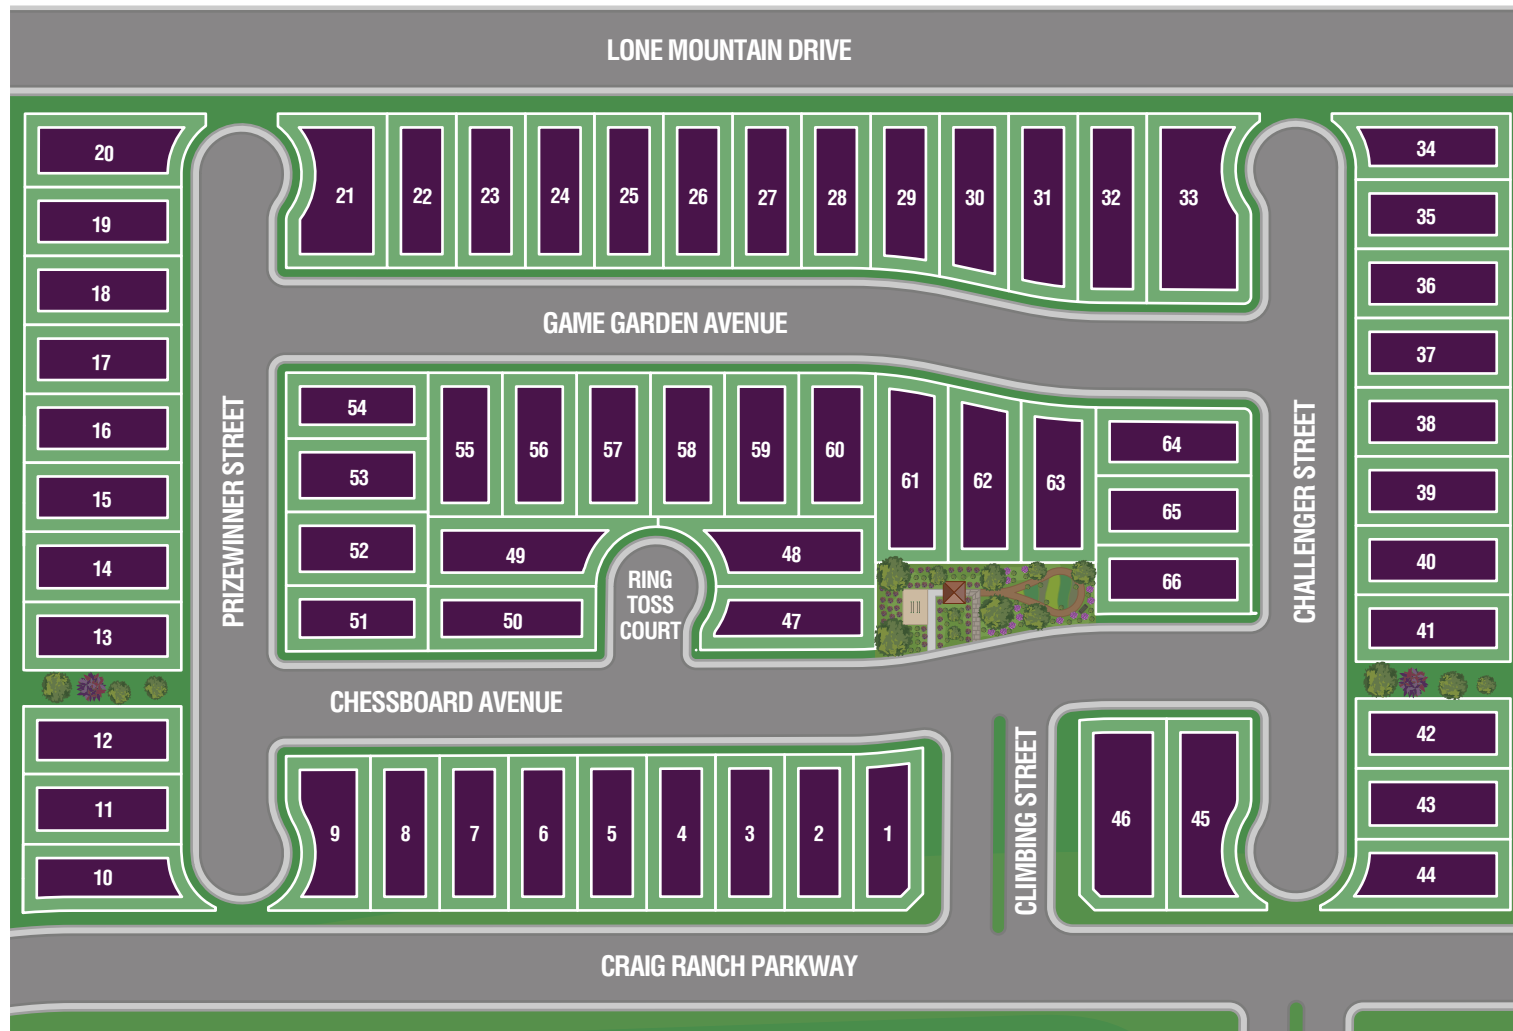 LONE MOUNTAIN DRIVE
20
19
18
17
16
15
14
13
12
11
10
PRIZEWINNER STREET
21 22 23 24 25 26 27 28 29 30 31 32 33
GAME GARDEN AVENUE
54
53
52
51
55 56 57 58 59 60 61 62 63
64
65
66
49
50
RING
TOSS
COURT
48
47
CHESSBOARD AVENUE
9 8 7 6 5 4 3 2 1
CLIMBING STREET
46 45
CHALLENGER STREET
34
35
36
37
38
39
40
41
42
43
44
CRAIG RANCH PARKWAY